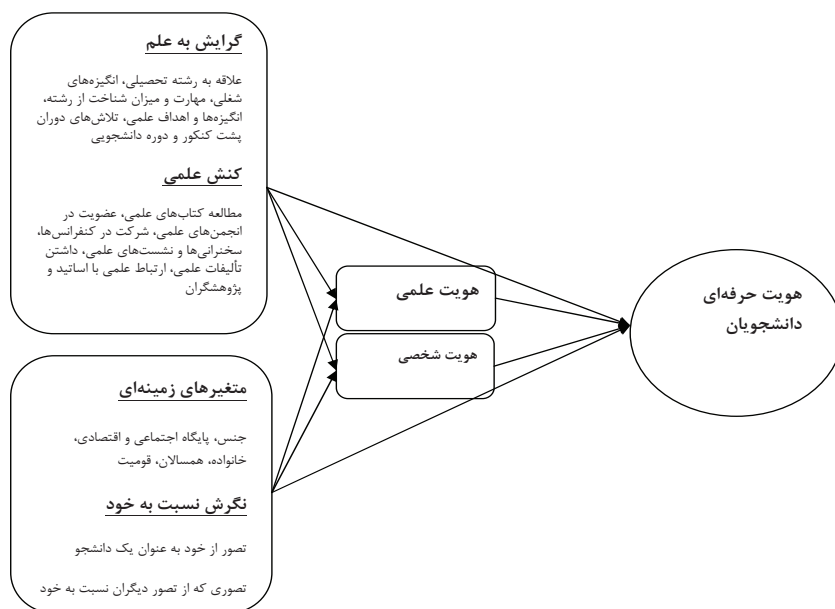 گرایش به علم
علاقه به رشته تحصیلی، انگیزه‌های
شغلی، مهارت و میزان شناخت از رشته،
انگیزه‌ها و اهداف علمی، تلاش‌های دوران
پشت کنکور و دوره دانشجویی
کنش علمی
مطالعه کتاب‌های علمی، عضویت در
انجمن‌های علمی، شرکت در کنفرانس‌ها،
سخنرانی‌ها و نشست‌های علمی، داشتن
تألیفات علمی، ارتباط علمی با اساتید و
پژوهشگران
متغیرهای زمینه‌ای
جنس، پایگاه اجتماعی و اقتصادی،
خانواده، همسالان، قومیت
نگرش نسبت به خود
تصور از خود به عنوان یک دانشجو
تصوری که از تصور دیگران نسبت به خود
هویت علمی
هویت شخصی
هویت حرفه‌ای
دانشجویان